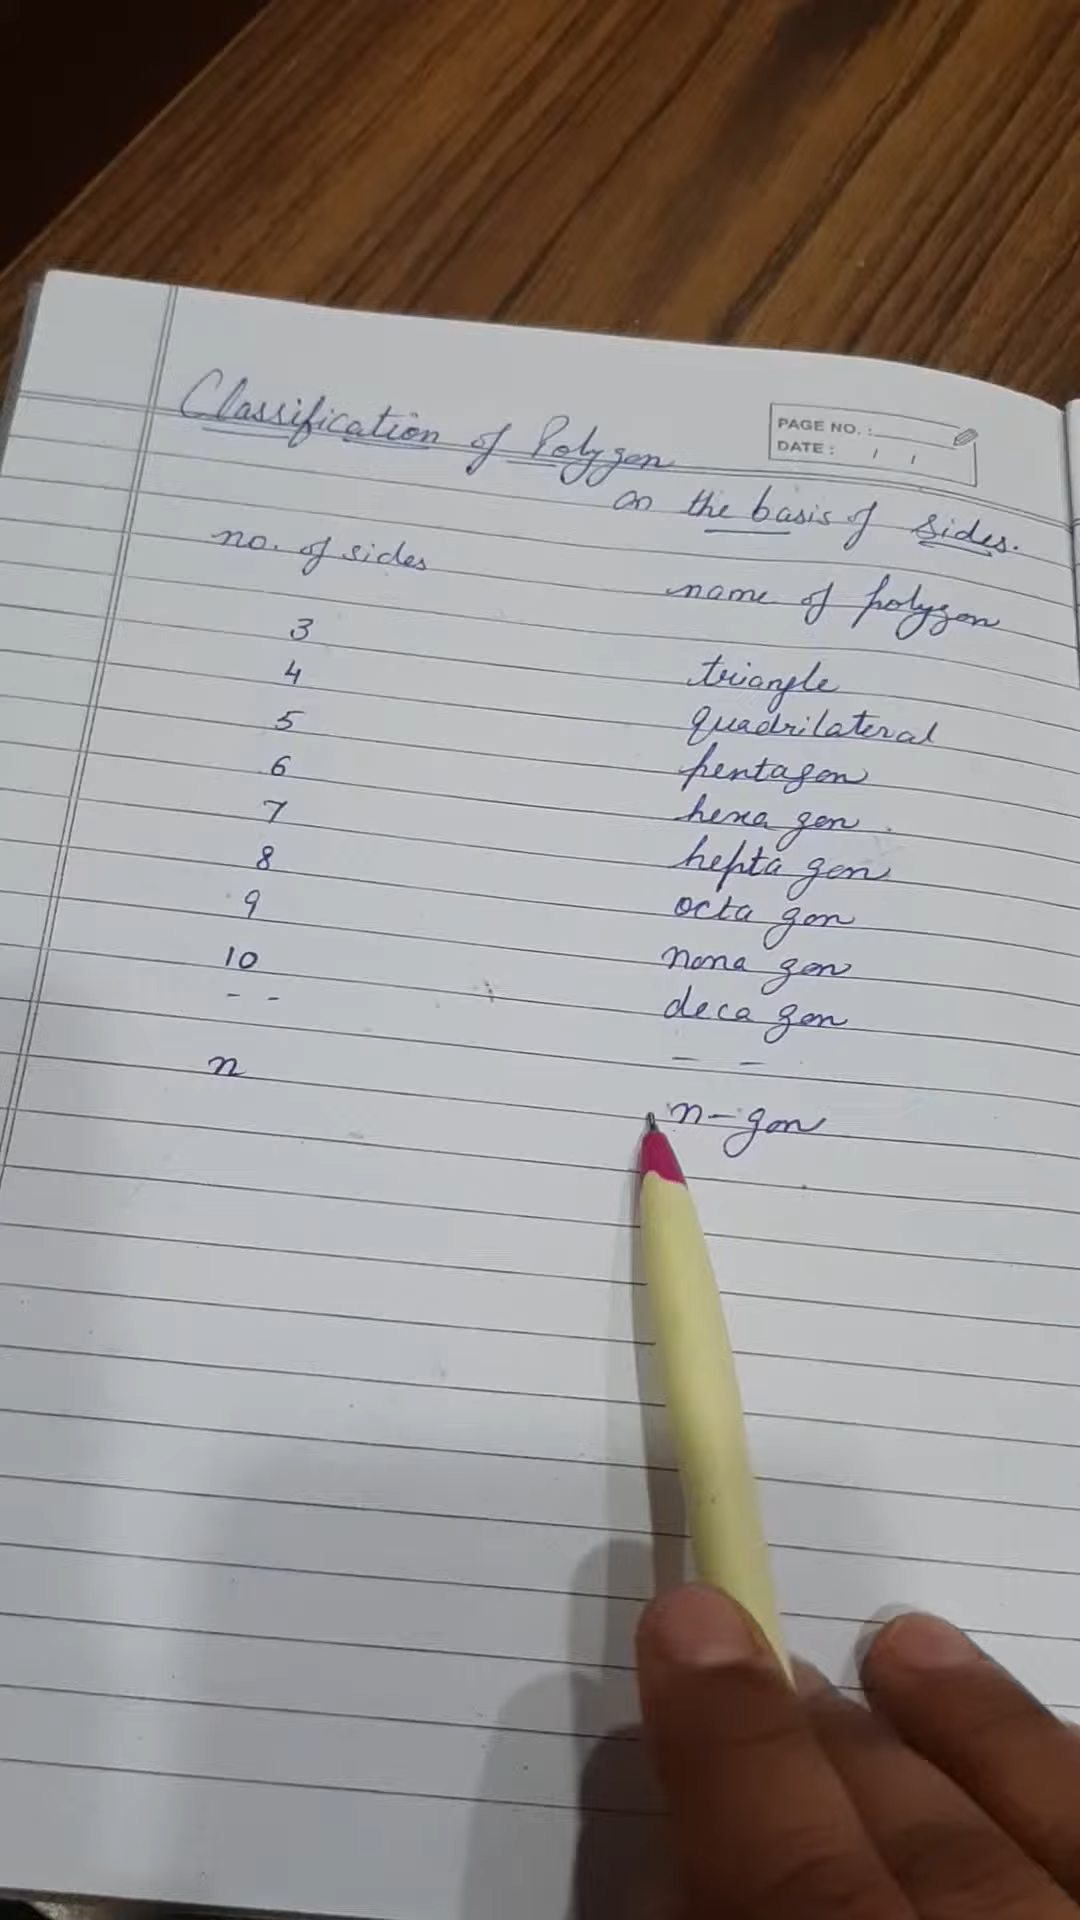 Classification of Polygon
PAGE NO. :
DATE : / /
on the basis of sides.
no. of sides name of polygon
3 triangle
4 quadrilateral
5 pentagon
6 hexa gon
7 hepta gon
8 octa gon
9 nona gon
10 deca gon
- - - -
n n-gon